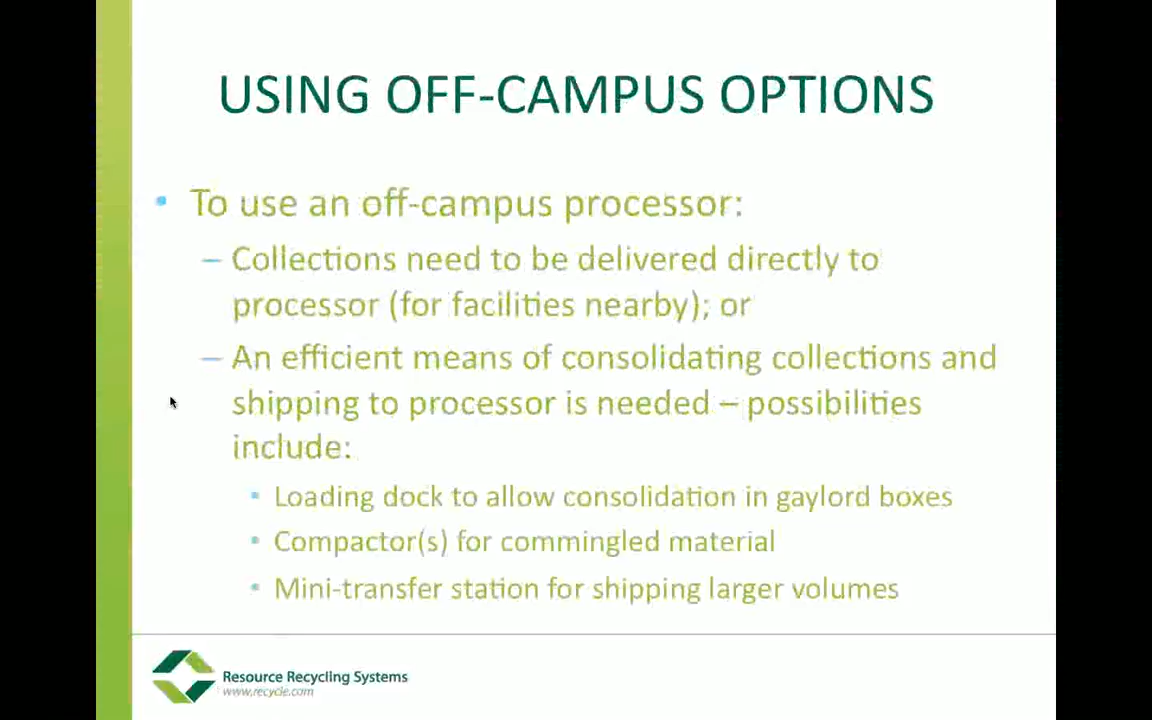 USING OFF-CAMPUS OPTIONS
• To use an off-campus processor:
– Collections need to be delivered directly to
processor (for facilities nearby); or
– An efficient means of consolidating collections and
shipping to processor is needed – possibilities
include:
• Loading dock to allow consolidation in gaylord boxes
• Compactor(s) for commingled material
• Mini-transfer station for shipping larger volumes
Resource Recycling Systems
www.recycle.com